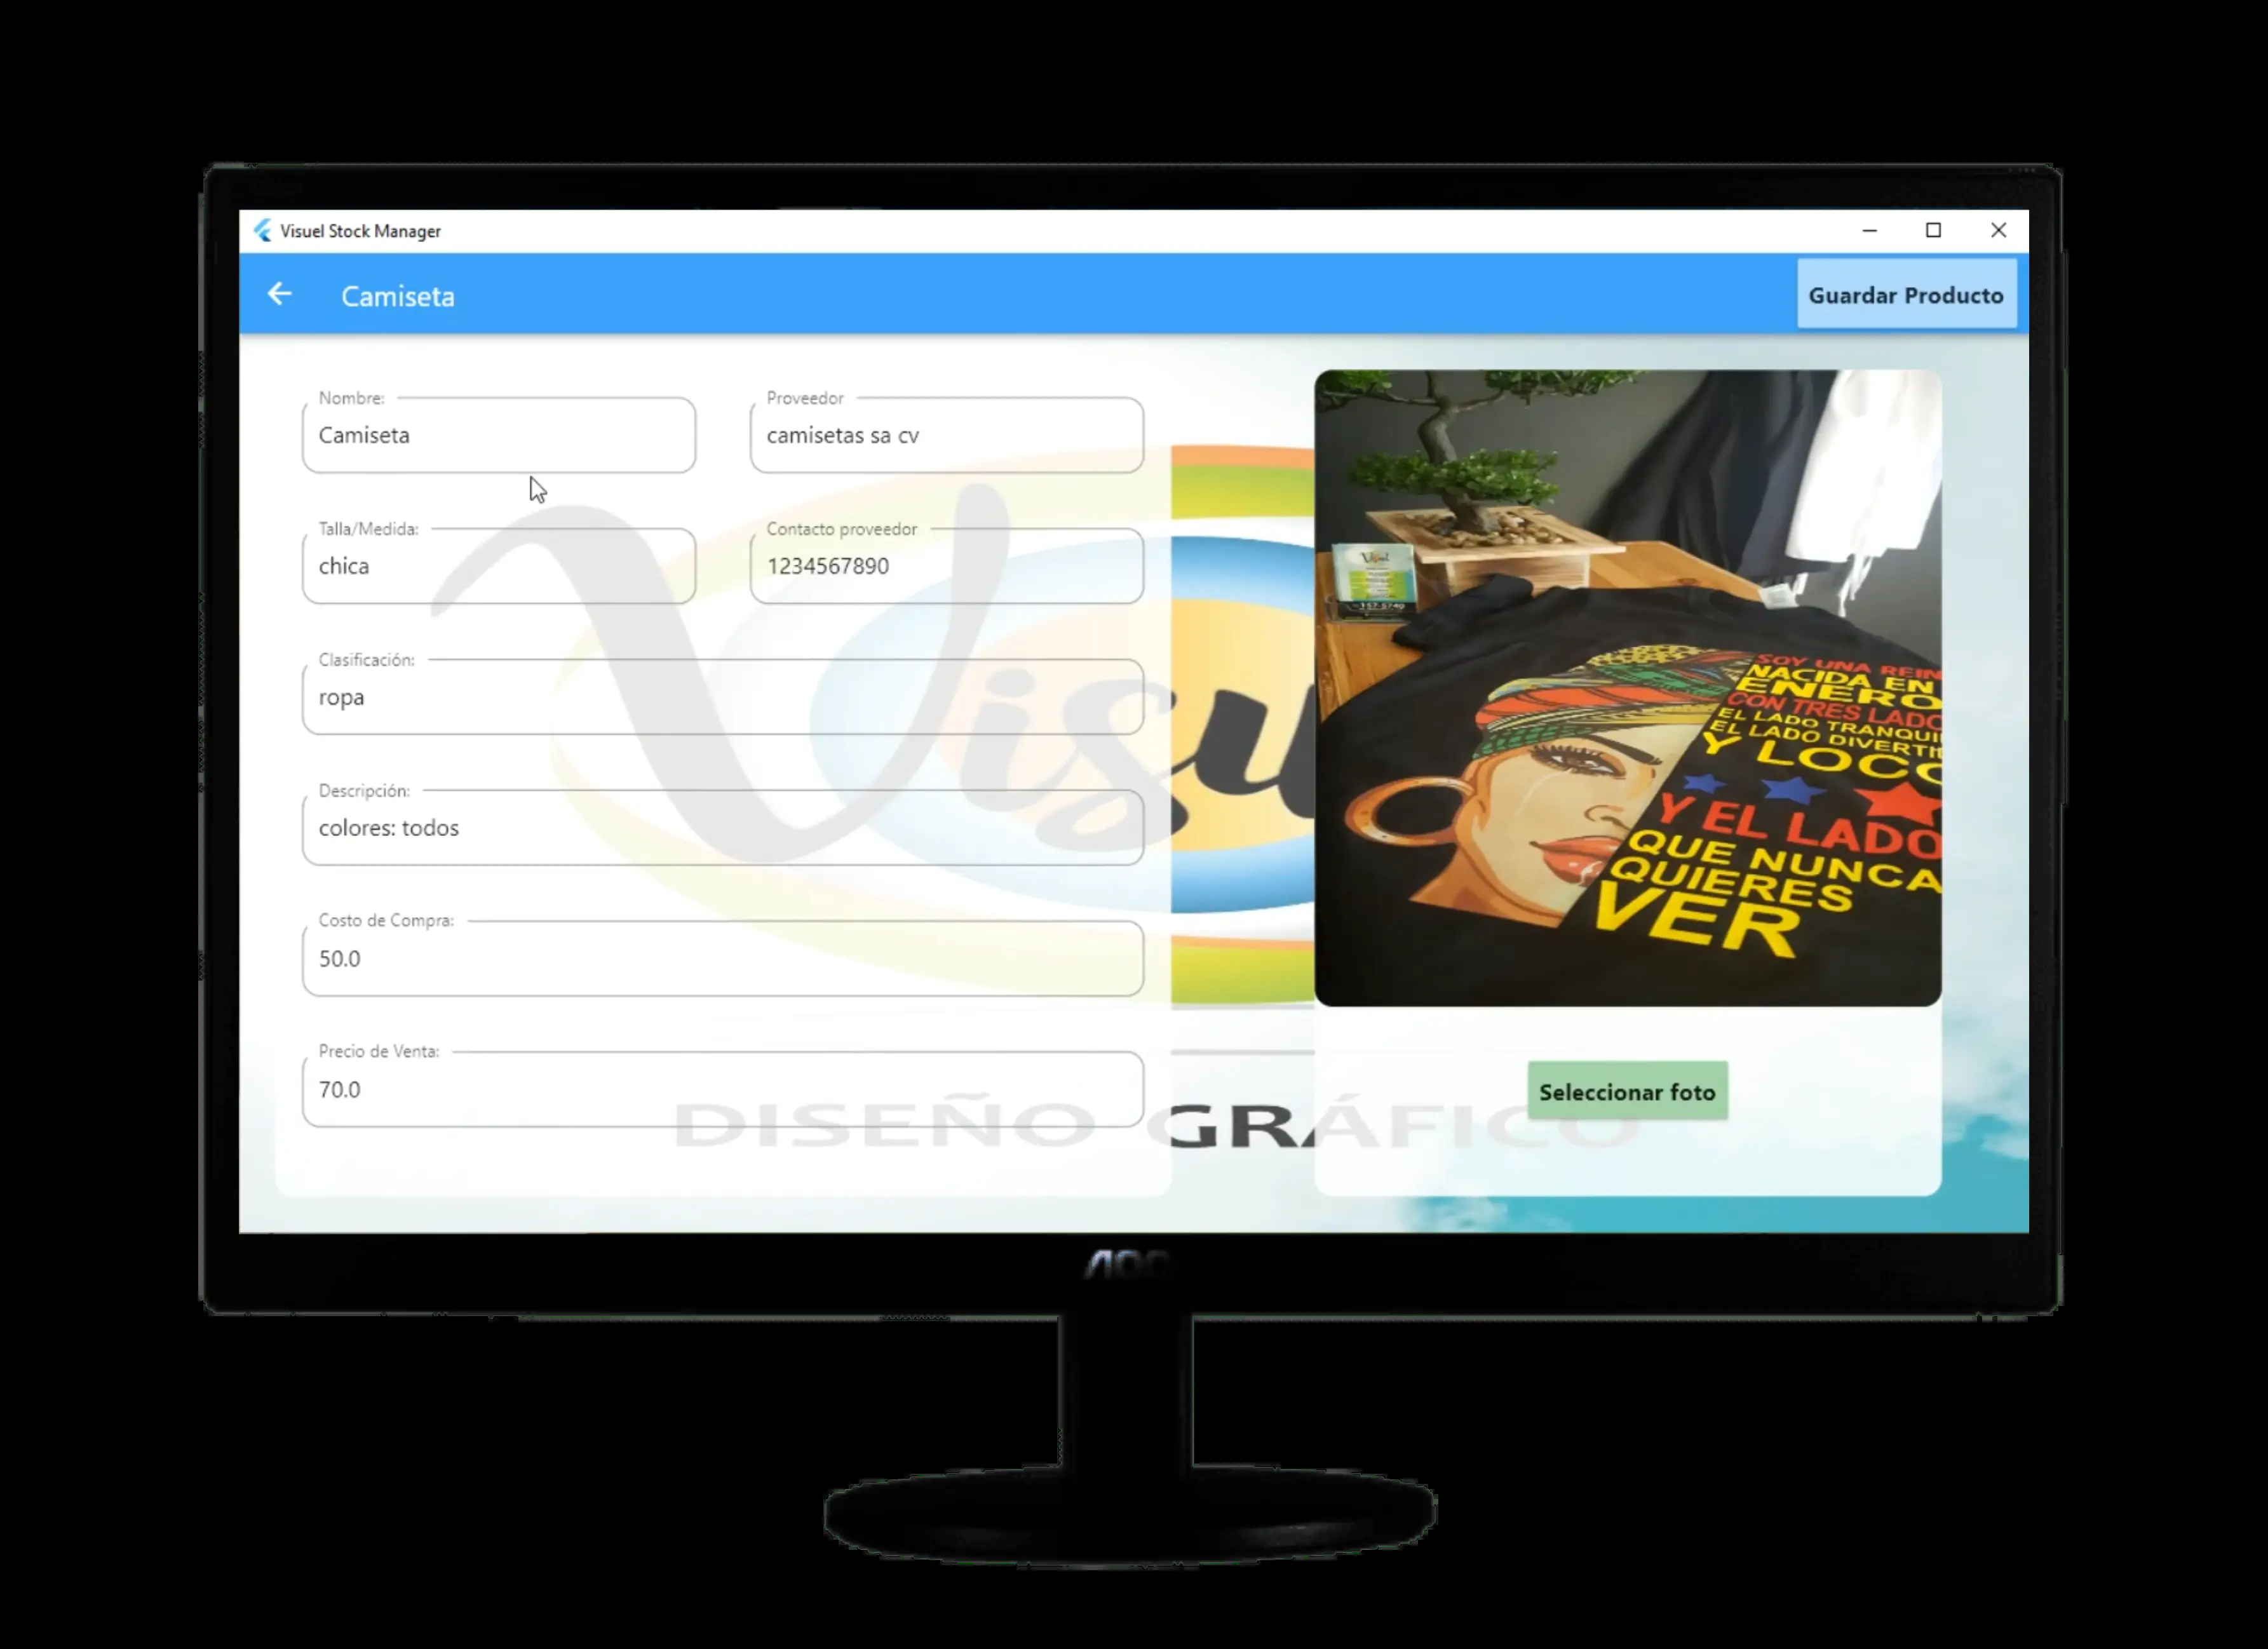 Visuel Stock Manager
Camiseta
Guardar Producto
Nombre:
Camiseta
Proveedor
camisetas sa cv
Talla/Medida:
chica
Contacto proveedor
1234567890
Clasificación:
ropa
Descripción:
colores: todos
Costo de Compra:
50.0
Precio de Venta:
70.0
Visu
DISEÑO GRÁFICO
Visuel
157 5740
SOY UNA REIN
NACIDA EN
ENERO
CON TRES LADO
EL LADO TRANQUI
EL LADO DIVERTI
Y LOCO
Y EL LADO
QUE NUNCA
QUIERES
VER
Seleccionar foto
AOC